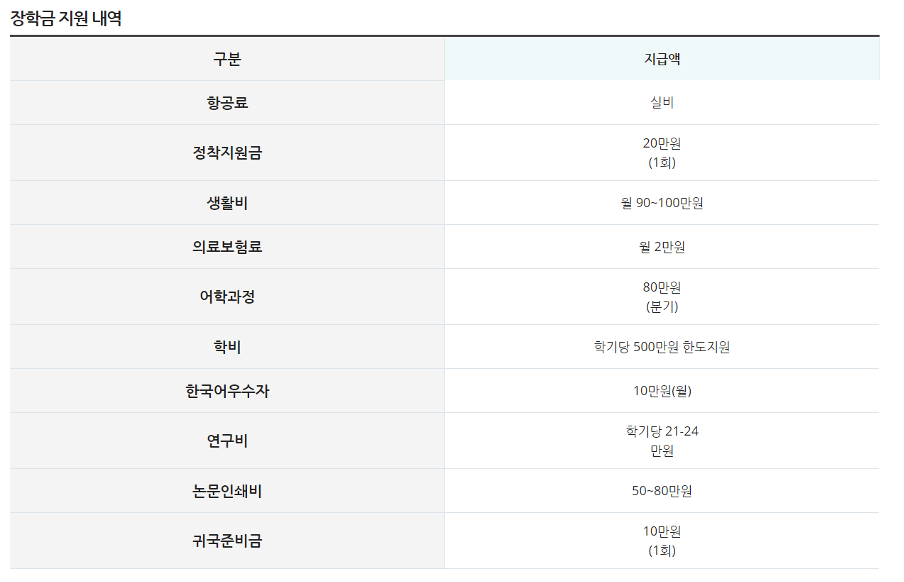 장학금 지원 내역
구분 지급액
항공료 실비
정착지원금 20만원
(1회)
생활비 월 90~100만원
의료보험료 월 2만원
어학과정 80만원
(분기)
학비 학기당 500만원 한도지원
한국어우수자 10만원(월)
연구비 학기당 21-24
만원
논문인쇄비 50~80만원
귀국준비금 10만원
(1회)